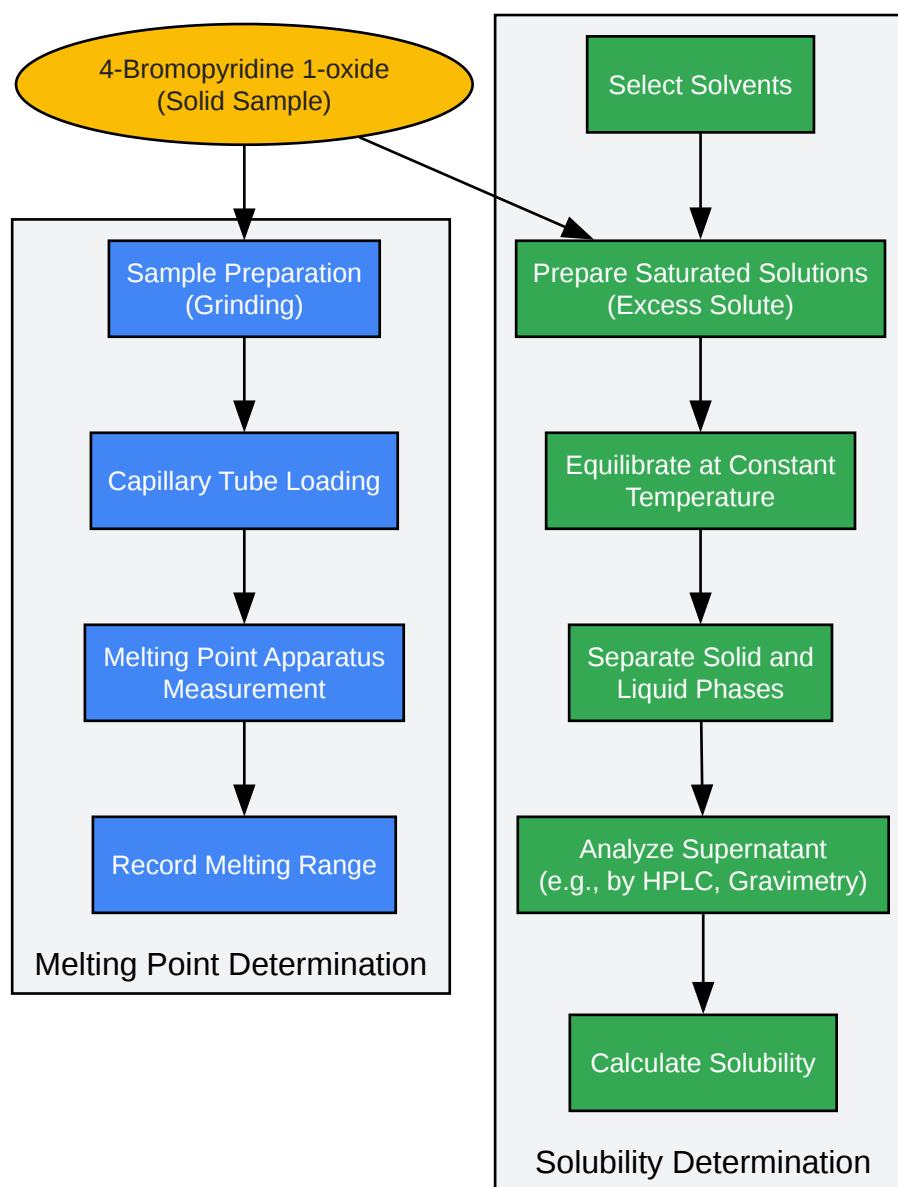 4-Bromopyridine 1-oxide
(Solid Sample)
Sample Preparation
(Grinding)
Capillary Tube Loading
Melting Point Apparatus
Measurement
Record Melting Range
Melting Point Determination
Select Solvents
Prepare Saturated Solutions
(Excess Solute)
Equilibrate at Constant
Temperature
Separate Solid and
Liquid Phases
Analyze Supernatant
(e.g., by HPLC, Gravimetry)
Calculate Solubility
Solubility Determination